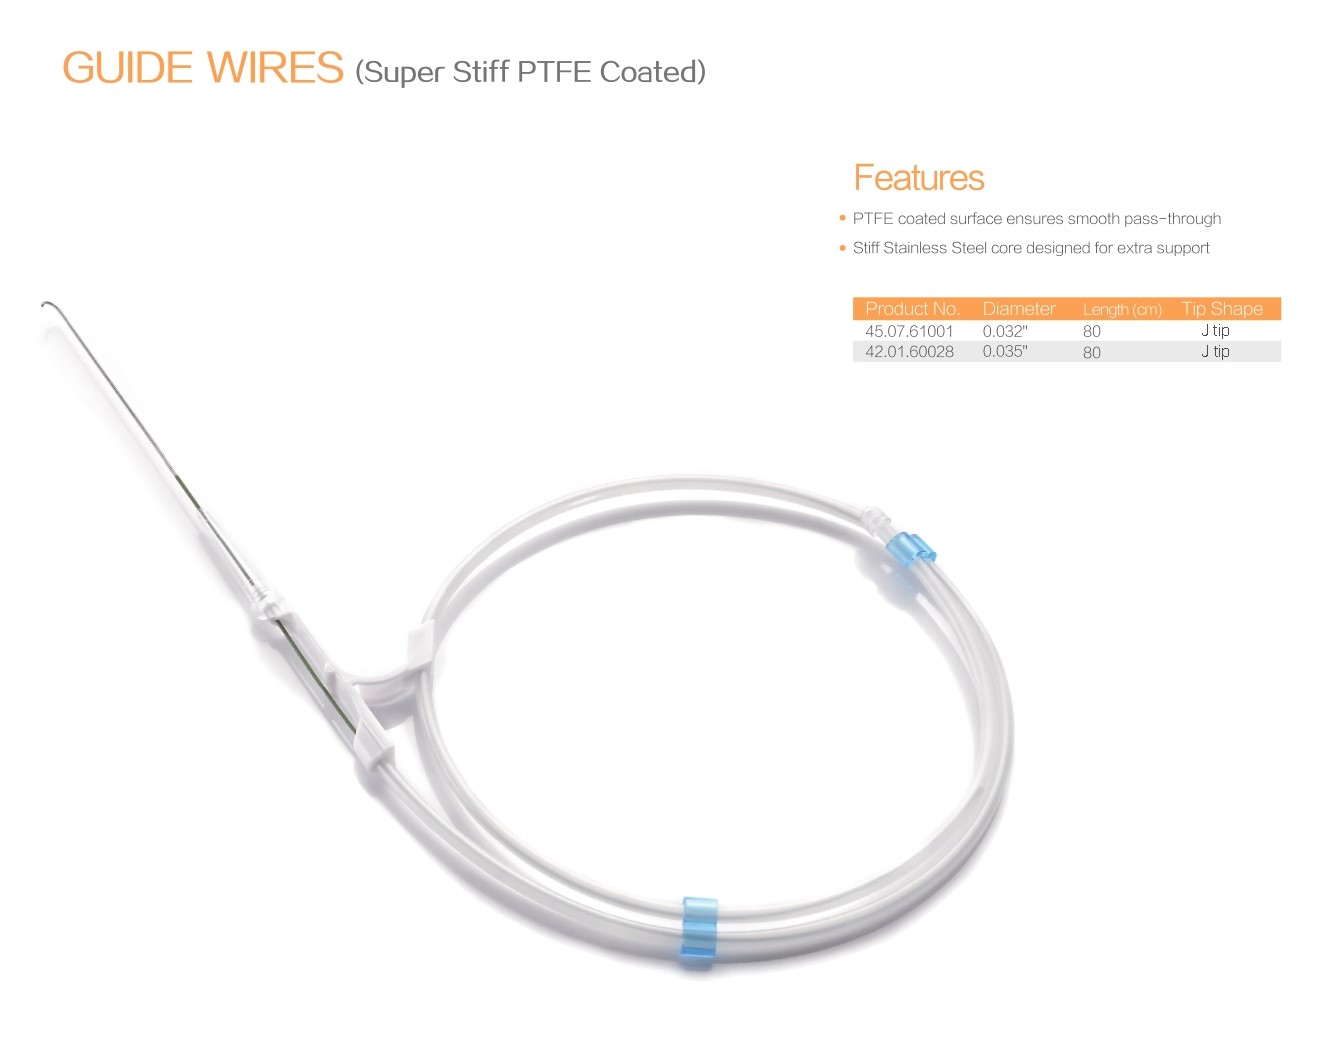 GUIDE WIRES (Super Stiff PTFE Coated)
Features
• PTFE coated surface ensures smooth pass-through
• Stiff Stainless Steel core designed for extra support
Product No. Diameter Length (cm) Tip Shape
45.07.61001 0.032" 80 J tip
42.01.60028 0.035" 80 J tip